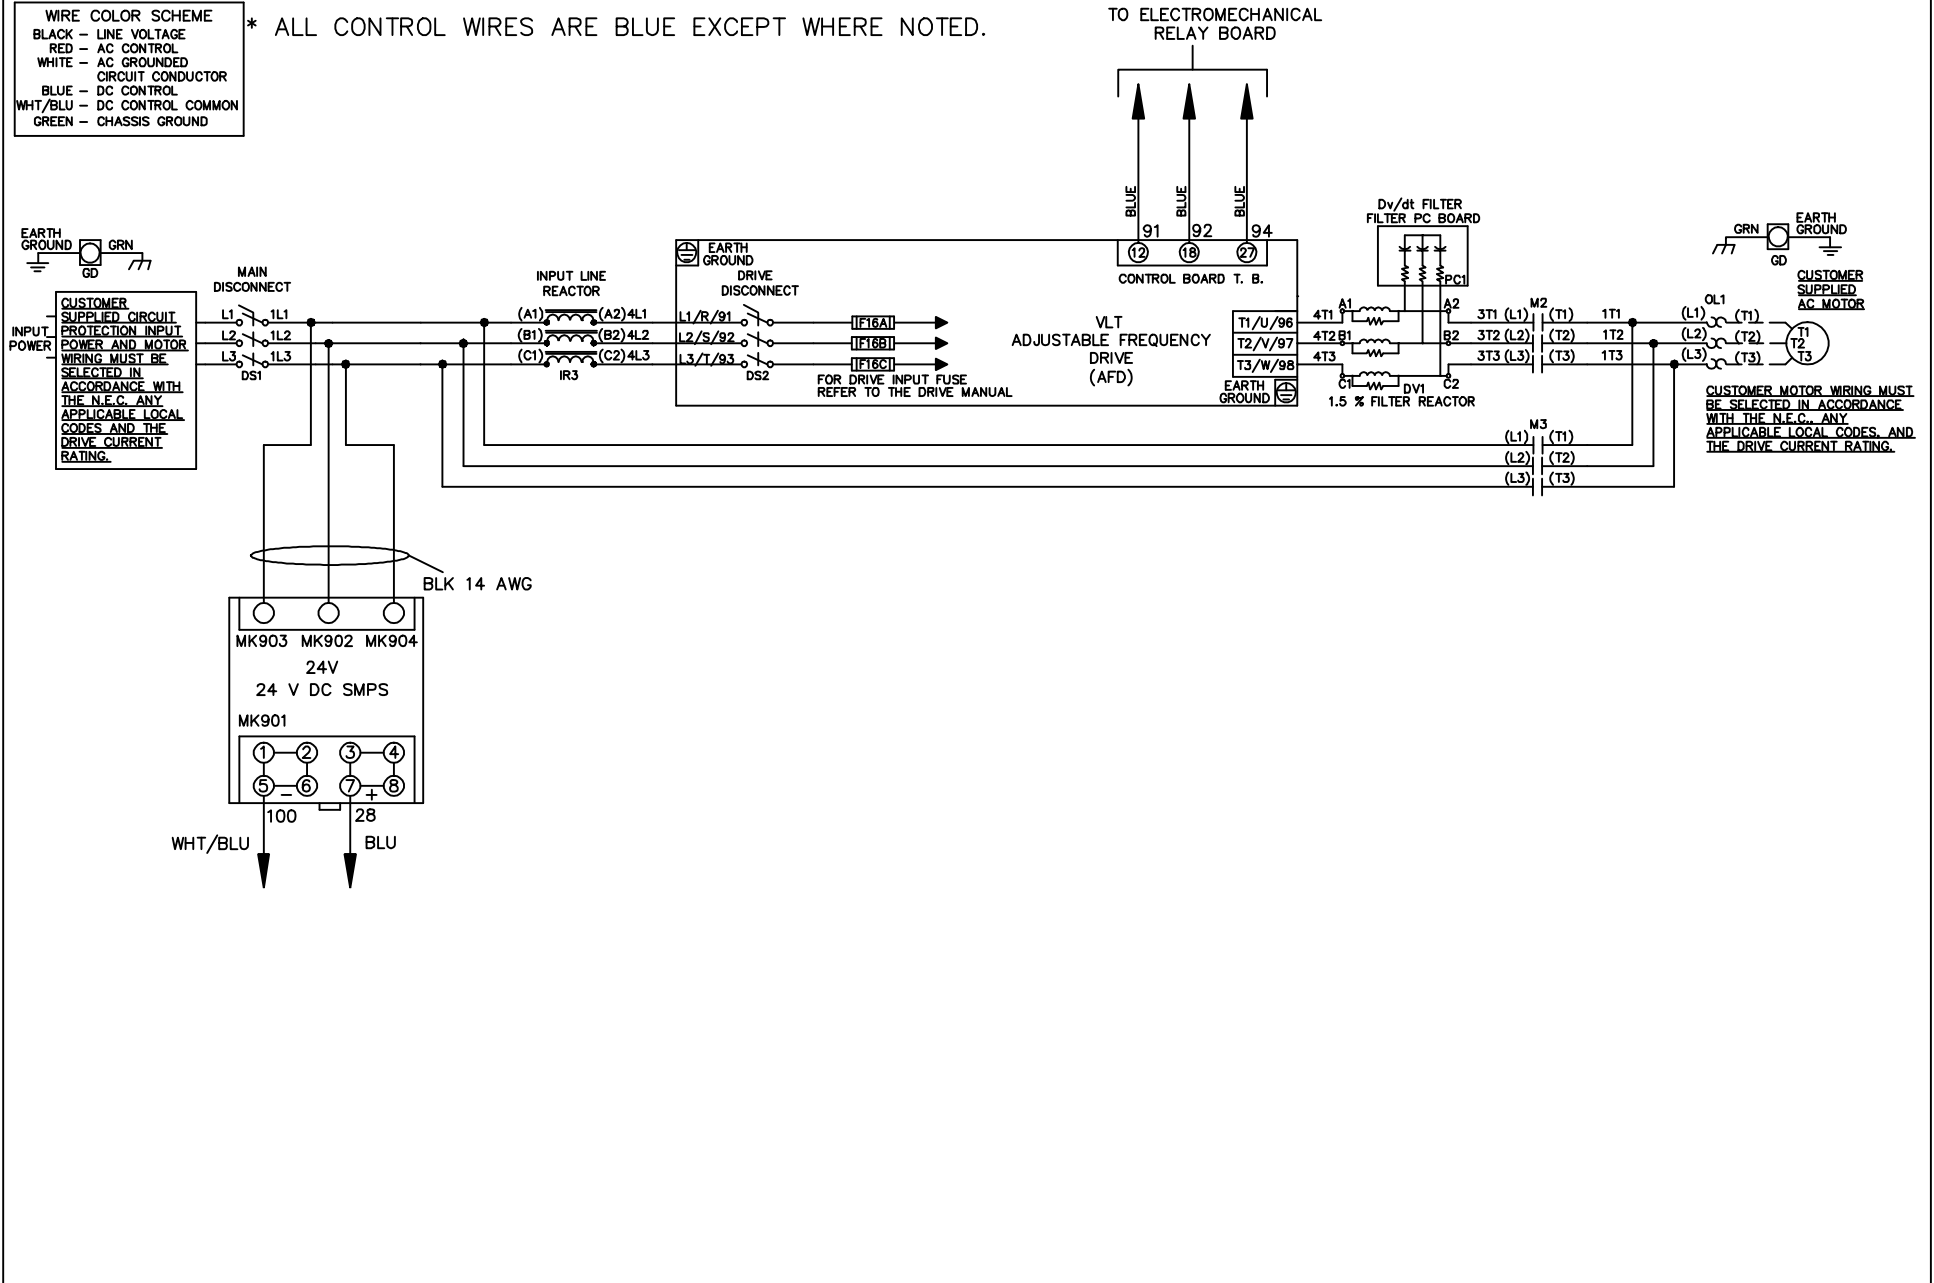 WIRE COLOR SCHEME
BLACK – LINE VOLTAGE
RED – AC CONTROL
WHITE – AC GROUNDED
CIRCUIT CONDUCTOR
BLUE – DC CONTROL
WHT/BLU – DC CONTROL COMMON
GREEN – CHASSIS GROUND
* ALL CONTROL WIRES ARE BLUE EXCEPT WHERE NOTED.
TO ELECTROMECHANICAL
RELAY BOARD
BLUE
BLUE
BLUE
91
92
94
12
18
27
CONTROL BOARD T. B.
EARTH
GROUND
GRN
GD
INPUT
POWER
CUSTOMER
SUPPLIED CIRCUIT
PROTECTION INPUT
POWER AND MOTOR
WIRING MUST BE
SELECTED IN
ACCORDANCE WITH
THE N.E.C. ANY
APPLICABLE LOCAL
CODES AND THE
DRIVE CURRENT
RATING.
MAIN
DISCONNECT
L1 1L1
L2 1L2
L3 1L3
DS1
INPUT LINE
REACTOR
(A1) (A2) 4L1
(B1) (B2) 4L2
(C1) (C2) 4L3
IR3
EARTH
GROUND
DRIVE
DISCONNECT
L1/R/91
L2/S/92
L3/T/93
DS2
F16A
F16B
F16C
FOR DRIVE INPUT FUSE
REFER TO THE DRIVE MANUAL
VLT
ADJUSTABLE FREQUENCY
DRIVE
(AFD)
T1/U/96
T2/V/97
T3/W/98
EARTH
GROUND
Dv/dt FILTER
FILTER PC BOARD
PC1
4T1 A1 A2
4T2 B1 B2
4T3
C1 DV1 C2
1.5 % FILTER REACTOR
M2
3T1 (L1) (T1) 1T1
3T2 (L2) (T2) 1T2
3T3 (L3) (T3) 1T3
M3
(L1) (T1)
(L2) (T2)
(L3) (T3)
OL1
(L1) (T1)
(L2) (T2)
(L3) (T3)
T1
T2
T3
GRN
GD
EARTH
GROUND
CUSTOMER
SUPPLIED
AC MOTOR
CUSTOMER MOTOR WIRING MUST
BE SELECTED IN ACCORDANCE
WITH THE N.E.C.. ANY
APPLICABLE LOCAL CODES. AND
THE DRIVE CURRENT RATING.
BLK 14 AWG
MK903 MK902 MK904
24V
24 V DC SMPS
MK901
1 2 3 4
5 6 7 8
– +
100
28
WHT/BLU
BLU